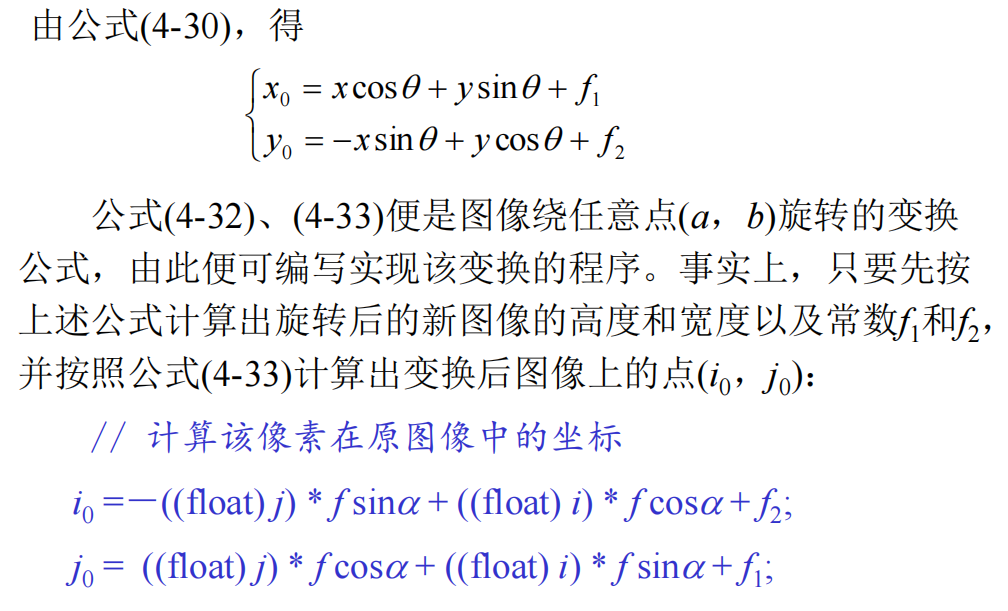 由公式(4-30)，得
x₀ = xcosθ + ysinθ + f₁
y₀ = −xsinθ + ycosθ + f₂
公式(4-32)、(4-33)便是图像绕任意点(a，b)旋转的变换
公式，由此便可编写实现该变换的程序。事实上，只要先按
上述公式计算出旋转后的新图像的高度和宽度以及常数f₁和f₂，
并按照公式(4-33)计算出变换后图像上的点(i₀，j₀)：
// 计算该像素在原图像中的坐标
i₀ =－((float) j) * f sinα + ((float) i) * f cosα + f₂;
j₀ = ((float) j) * f cosα + ((float) i) * f sinα + f₁;